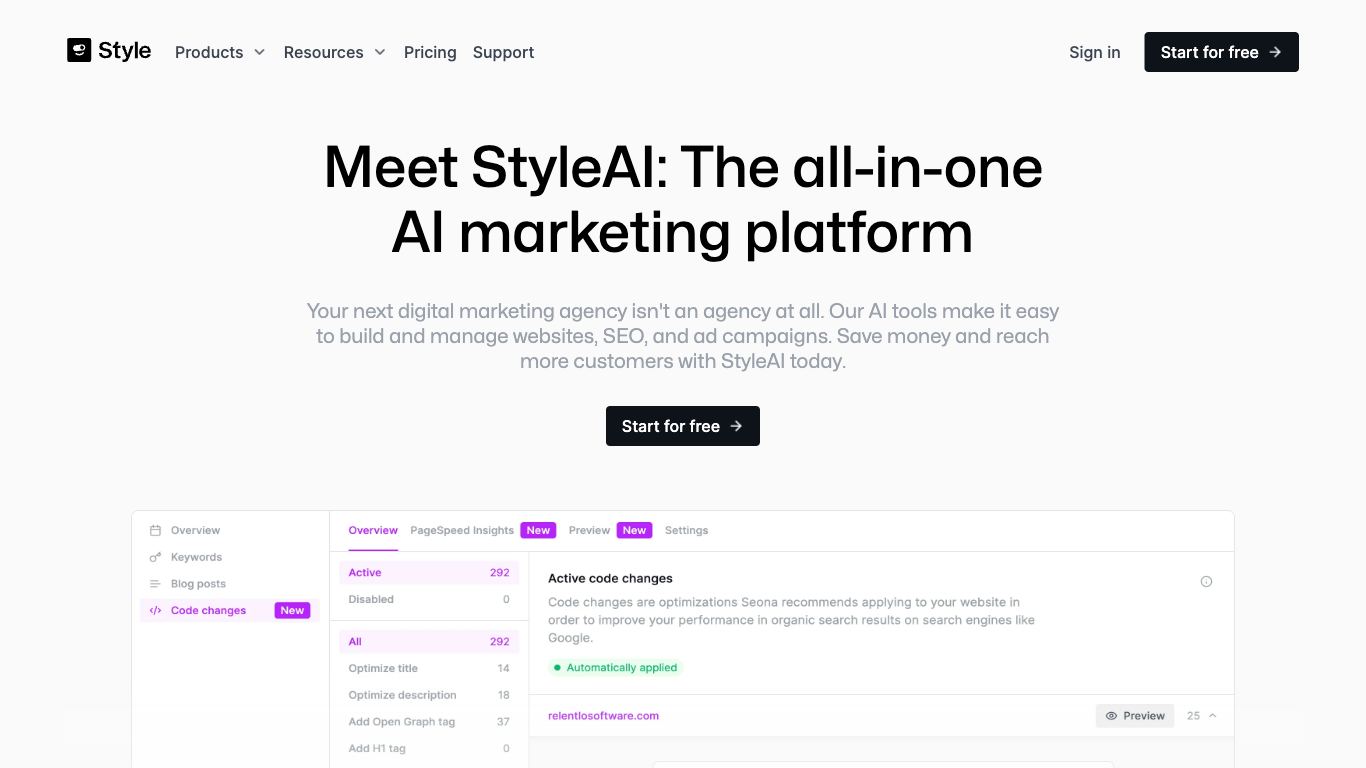 Style
Products
Resources
Pricing
Support
Sign in
Start for free
Meet StyleAI: The all-in-one
AI marketing platform
Your next digital marketing agency isn't an agency at all. Our AI tools make it easy
to build and manage websites, SEO, and ad campaigns. Save money and reach
more customers with StyleAI today.
Start for free
Overview
Keywords
Blog posts
Code changes New
Overview PageSpeed Insights New Preview New Settings
Active 292
Disabled 0
All 292
Optimize title 14
Optimize description 18
Add Open Graph tag 37
Add H1 tag 0
Active code changes
Code changes are optimizations Seona recommends applying to your website in
order to improve your performance in organic search results on search engines like
Google.
Automatically applied
relentlosoftware.com Preview 25